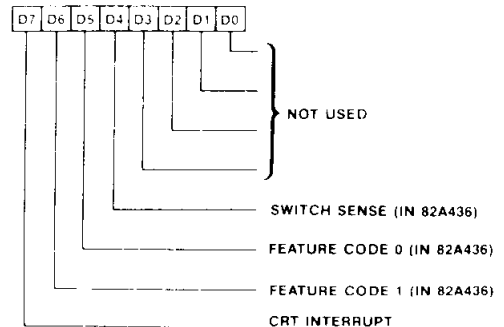 D7 D6 D5 D4 D3 D2 D1 D0
NOT USED
SWITCH SENSE (IN 82A436)
FEATURE CODE 0 (IN 82A436)
FEATURE CODE 1 (IN 82A436)
CRT INTERRUPT